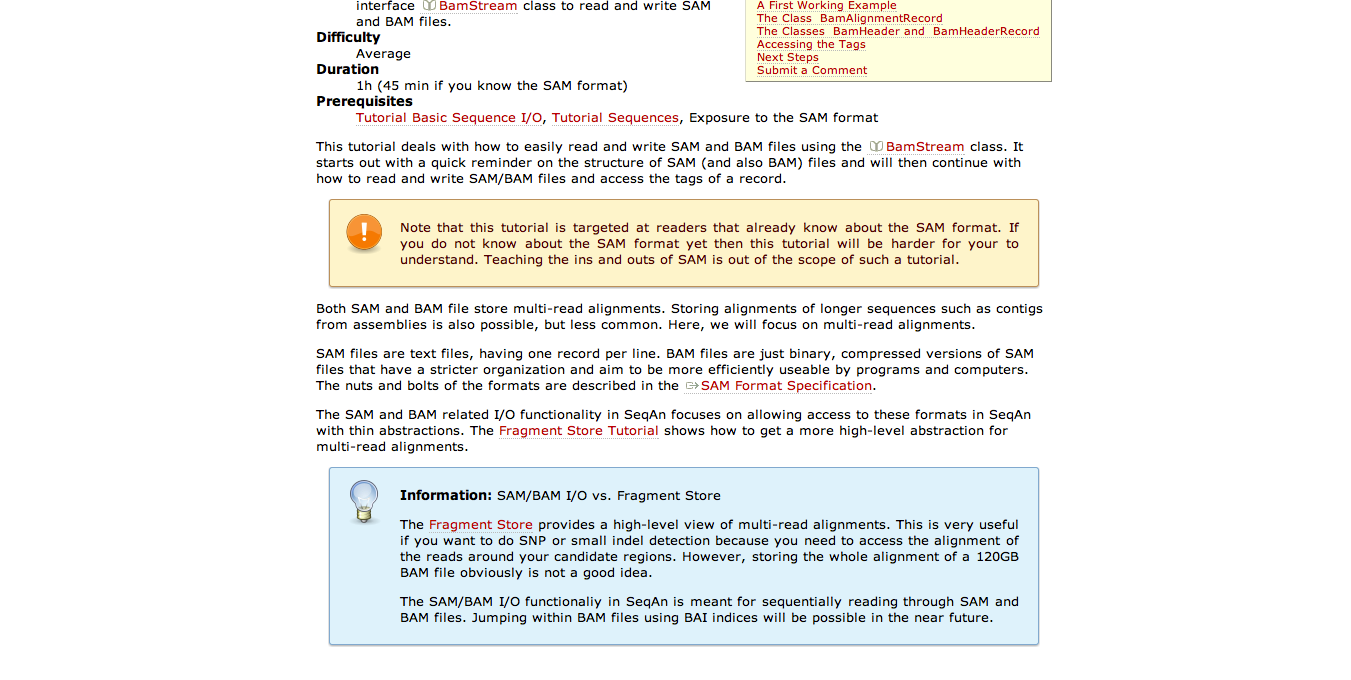 interface BamStream class to read and write SAM
and BAM files.
Difficulty
Average
Duration
1h (45 min if you know the SAM format)
Prerequisites
Tutorial Basic Sequence I/O, Tutorial Sequences, Exposure to the SAM format
A First Working Example
The Class BamAlignmentRecord
The Classes BamHeader and BamHeaderRecord
Accessing the Tags
Next Steps
Submit a Comment
This tutorial deals with how to easily read and write SAM and BAM files using the BamStream class. It
starts out with a quick reminder on the structure of SAM (and also BAM) files and will then continue with
how to read and write SAM/BAM files and access the tags of a record.
Note that this tutorial is targeted at readers that already know about the SAM format. If
you do not know about the SAM format yet then this tutorial will be harder for your to
understand. Teaching the ins and outs of SAM is out of the scope of such a tutorial.
Both SAM and BAM file store multi-read alignments. Storing alignments of longer sequences such as contigs
from assemblies is also possible, but less common. Here, we will focus on multi-read alignments.
SAM files are text files, having one record per line. BAM files are just binary, compressed versions of SAM
files that have a stricter organization and aim to be more efficiently useable by programs and computers.
The nuts and bolts of the formats are described in the SAM Format Specification.
The SAM and BAM related I/O functionality in SeqAn focuses on allowing access to these formats in SeqAn
with thin abstractions. The Fragment Store Tutorial shows how to get a more high-level abstraction for
multi-read alignments.
Information: SAM/BAM I/O vs. Fragment Store
The Fragment Store provides a high-level view of multi-read alignments. This is very useful
if you want to do SNP or small indel detection because you need to access the alignment of
the reads around your candidate regions. However, storing the whole alignment of a 120GB
BAM file obviously is not a good idea.
The SAM/BAM I/O functionaliy in SeqAn is meant for sequentially reading through SAM and
BAM files. Jumping within BAM files using BAI indices will be possible in the near future.